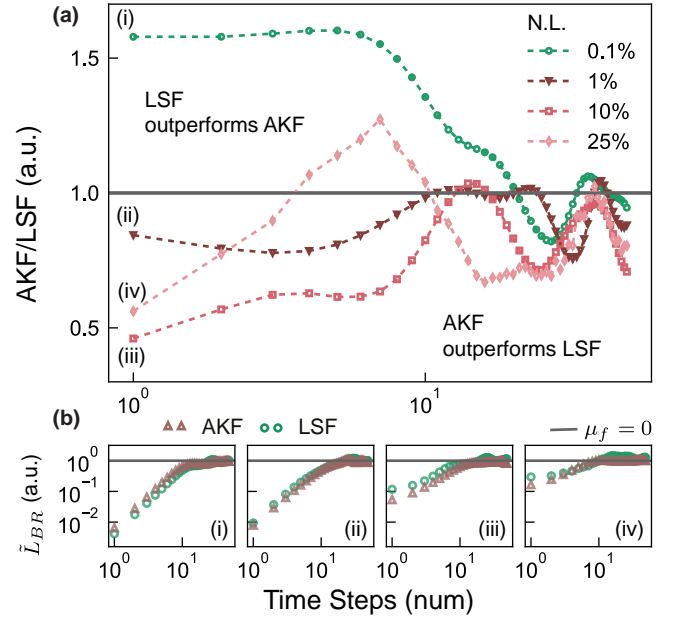 (a)
(i)
N.L.
0.1%
1%
10%
25%
LSF
outperforms AKF
1.5
1.0
0.5
AKF/LSF (a.u.)
(ii)
(iv)
(iii)
AKF
outperforms LSF
10^0
10^1
(b)
AKF
LSF
μ_f = 0
10^0
10^{-1}
10^{-2}
L̃_{BR} (a.u.)
(i)
(ii)
(iii)
(iv)
10^0
10^1
10^0
10^1
10^0
10^1
10^0
10^1
Time Steps (num)